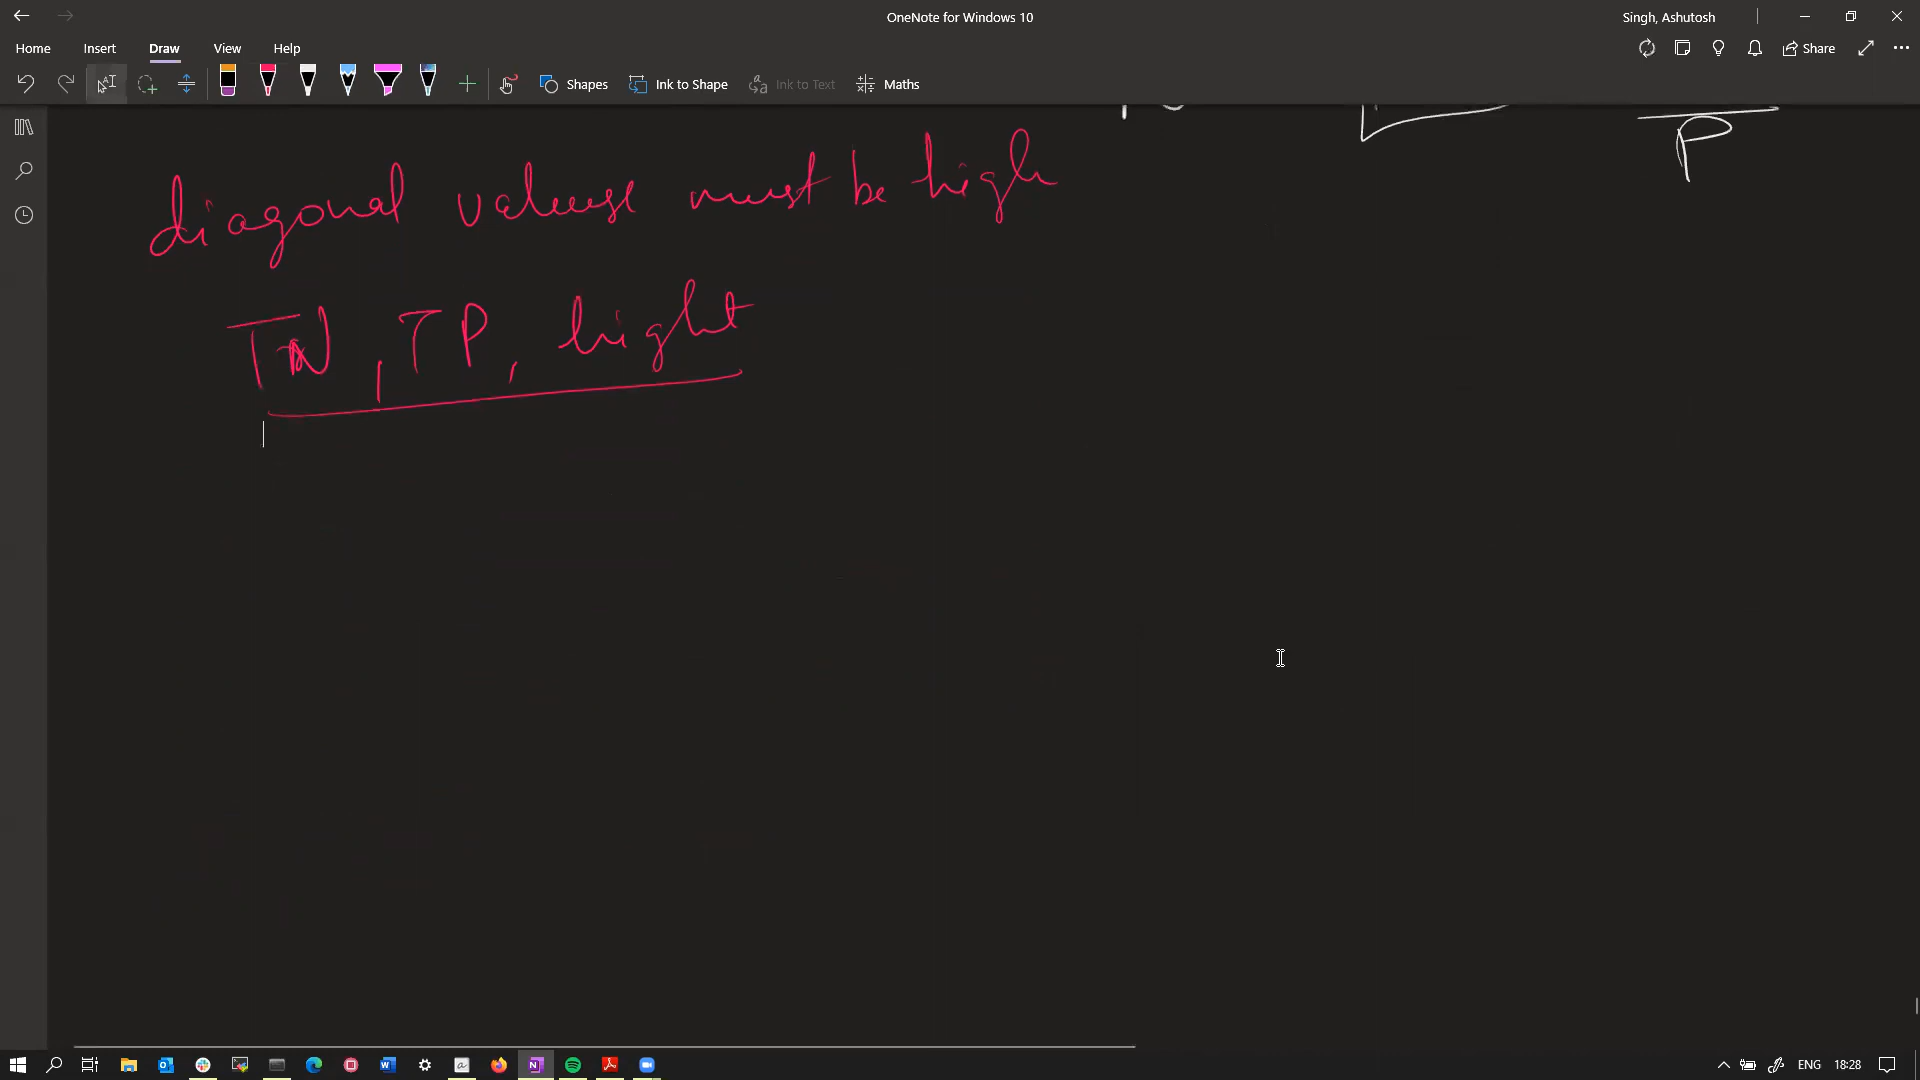 OneNote for Windows 10
Singh, Ashutosh
Home Insert Draw View Help
Share
Shapes Ink to Shape Ink to Text Maths
P
diagonal valuese must be high
TN, TP, hight
ENG 18:28